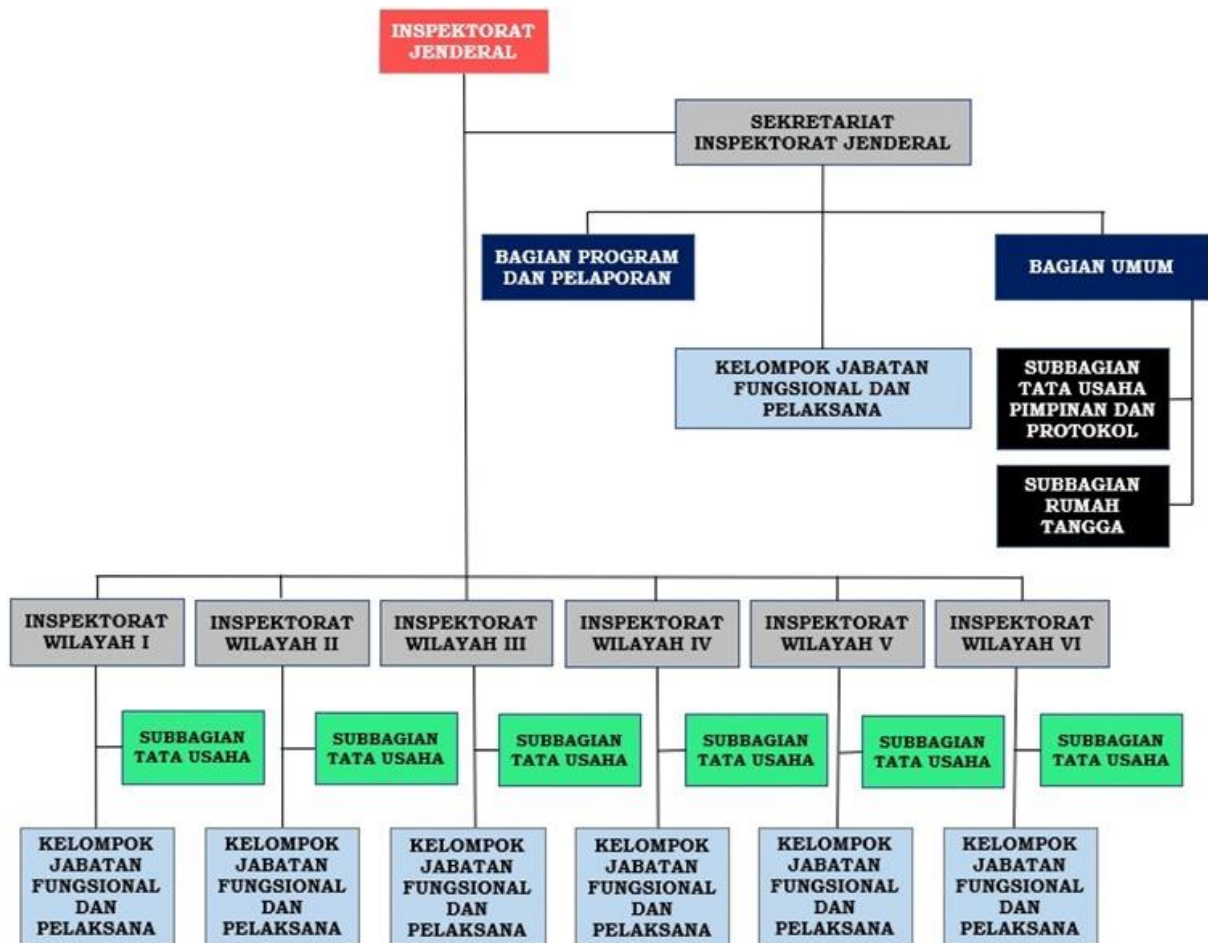 INSPEKTORAT
JENDERAL
SEKRETARIAT
INSPEKTORAT JENDERAL
BAGIAN PROGRAM
DAN PELAPORAN
BAGIAN UMUM
KELOMPOK JABATAN
FUNGSIONAL DAN
PELAKSANA
SUBBAGIAN
TATA USAHA
PIMPINAN DAN
PROTOKOL
SUBBAGIAN
RUMAH
TANGGA
INSPEKTORAT
WILAYAH I
INSPEKTORAT
WILAYAH II
INSPEKTORAT
WILAYAH III
INSPEKTORAT
WILAYAH IV
INSPEKTORAT
WILAYAH V
INSPEKTORAT
WILAYAH VI
SUBBAGIAN
TATA USAHA
SUBBAGIAN
TATA USAHA
SUBBAGIAN
TATA USAHA
SUBBAGIAN
TATA USAHA
SUBBAGIAN
TATA USAHA
SUBBAGIAN
TATA USAHA
KELOMPOK
JABATAN
FUNGSIONAL
DAN
PELAKSANA
KELOMPOK
JABATAN
FUNGSIONAL
DAN
PELAKSANA
KELOMPOK
JABATAN
FUNGSIONAL
DAN
PELAKSANA
KELOMPOK
JABATAN
FUNGSIONAL
DAN
PELAKSANA
KELOMPOK
JABATAN
FUNGSIONAL
DAN
PELAKSANA
KELOMPOK
JABATAN
FUNGSIONAL
DAN
PELAKSANA